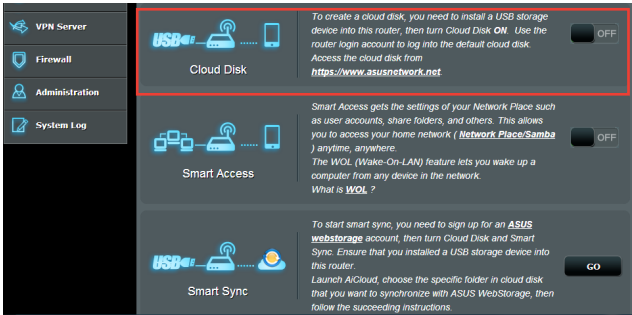 VPN Server
Firewall
Administration
System Log
USB
Cloud Disk
To create a cloud disk, you need to install a USB storage
device into this router, then turn Cloud Disk ON. Use the
router login account to log into the default cloud disk.
Access the cloud disk from
https://www.asusnetwork.net.
OFF
Smart Access
Smart Access gets the settings of your Network Place such
as user accounts, share folders, and others. This allows
you to access your home network ( Network Place/Samba
) anytime, anywhere.
The WOL (Wake-On-LAN) feature lets you wake up a
computer from any device in the network.
What is WOL ?
OFF
USB
Smart Sync
To start smart sync, you need to sign up for an ASUS
webstorage account, then turn Cloud Disk and Smart
Sync. Ensure that you installed a USB storage device into
this router.
Launch AiCloud, choose the specific folder in cloud disk
that you want to synchronize with ASUS WebStorage, then
follow the succeeding instructions.
GO